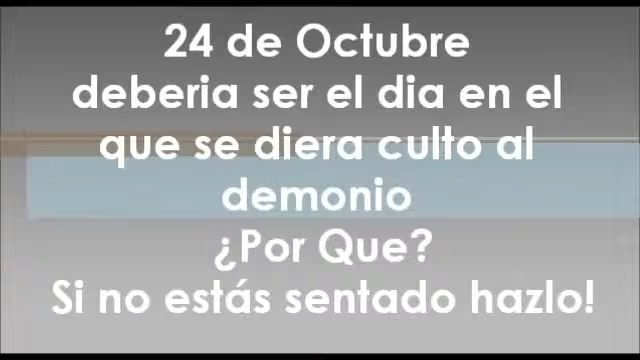 24 de Octubre
deberia ser el dia en el
que se diera culto al
demonio
¿Por Que?
Si no estás sentado hazlo!